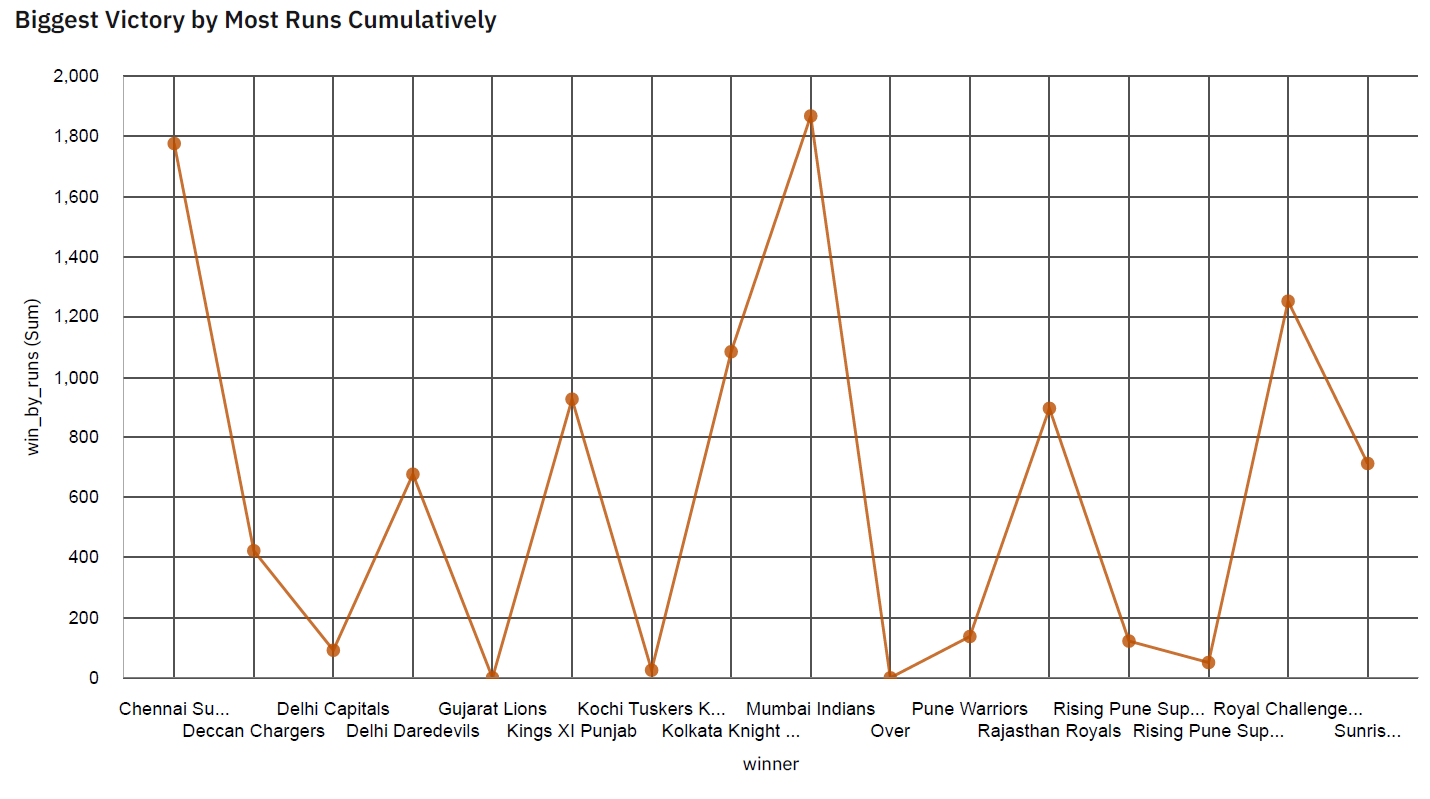 Biggest Victory by Most Runs Cumulatively
2,000
1,800
1,600
1,400
1,200
1,000
800
600
400
200
0
win_by_runs (Sum)
Chennai Su...
Deccan Chargers
Delhi Capitals
Delhi Daredevils
Gujarat Lions
Kings XI Punjab
Kochi Tuskers K...
Kolkata Knight ...
Mumbai Indians
Over
Pune Warriors
Rajasthan Royals
Rising Pune Sup...
Rising Pune Sup...
Royal Challenge...
Sunris...
winner